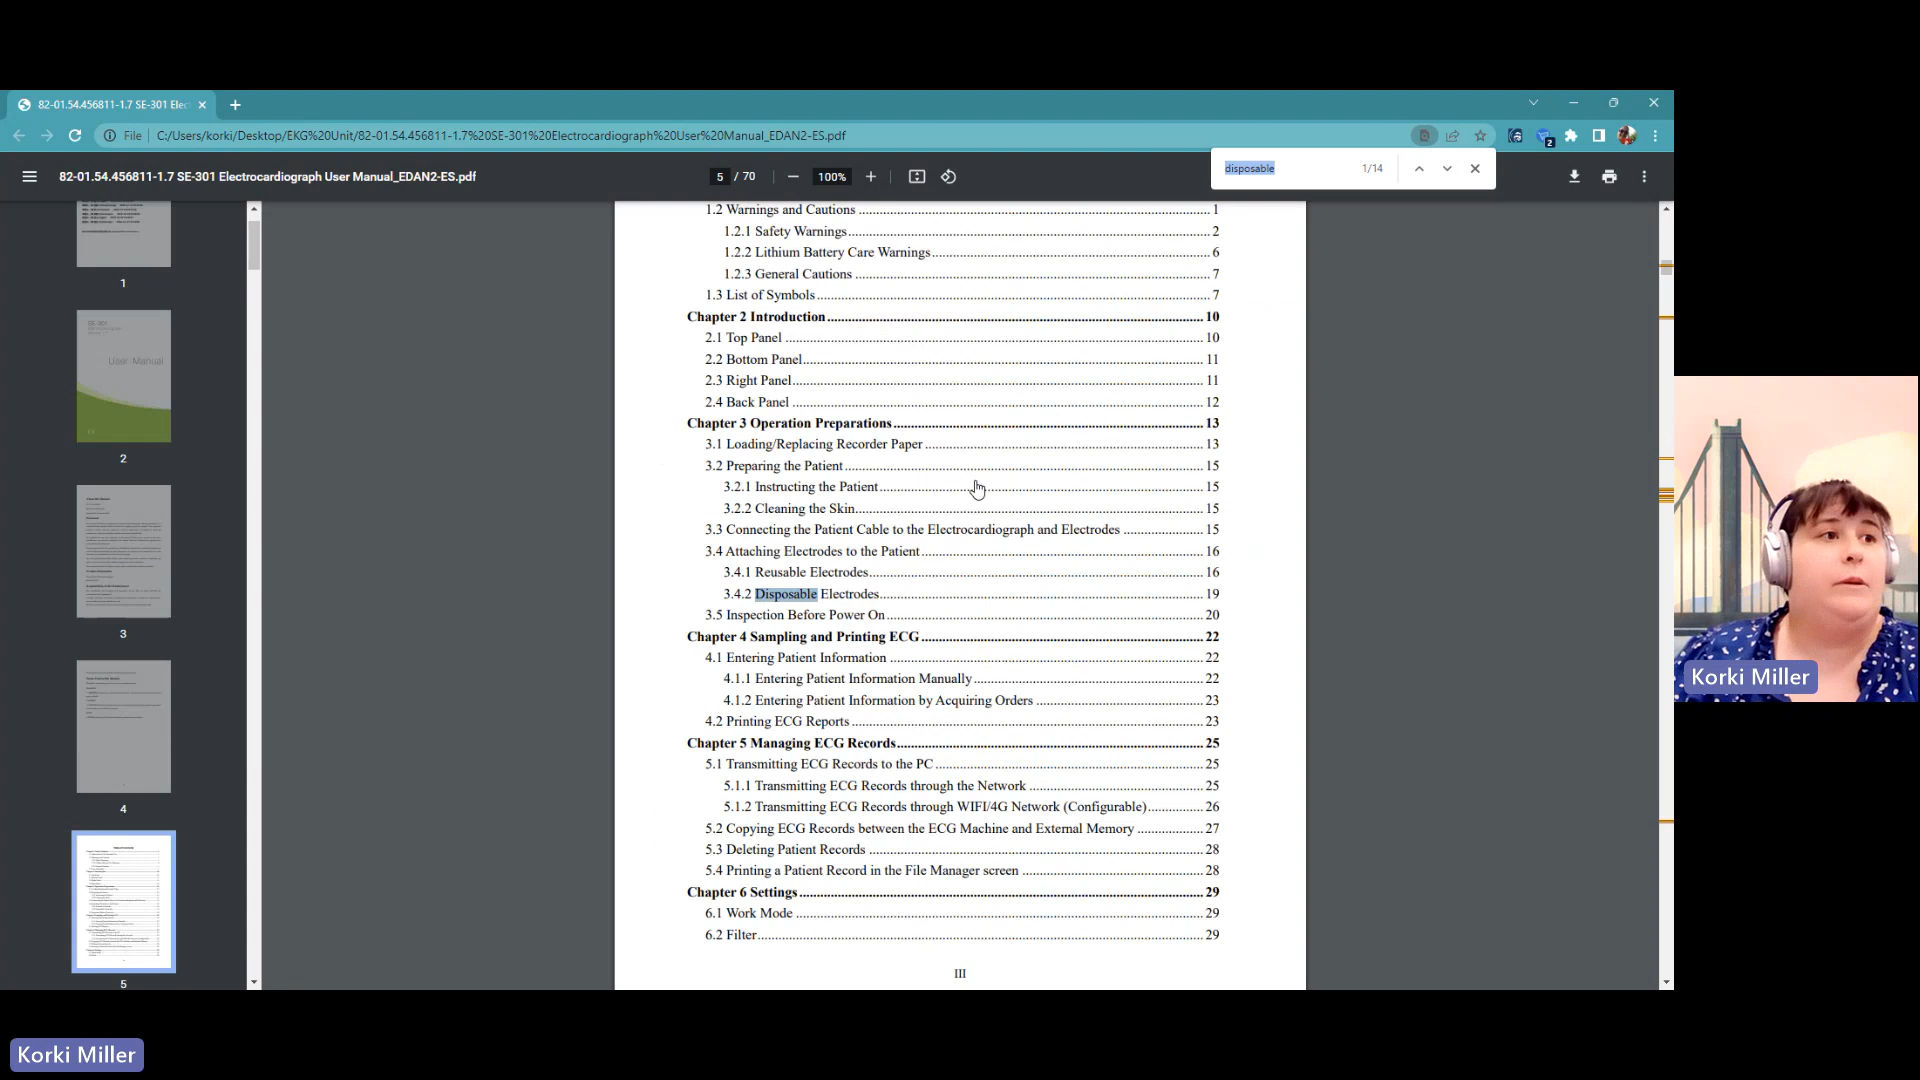 82-01.54.456811-1.7 SE-301 Elec
File
C:/Users/korki/Desktop/EKG%20Unit/82-01.54.456811-1.7%20SE-301%20Electrocardiograph%20User%20Manual_EDAN2-ES.pdf
2
82-01.54.456811-1.7 SE-301 Electrocardiograph User Manual_EDAN2-ES.pdf
5 / 70
100%
disposable 1/14
1
SE-301
User Manual
2
3
4
5
1.2 Warnings and Cautions ... 1
1.2.1 Safety Warnings ... 2
1.2.2 Lithium Battery Care Warnings ... 6
1.2.3 General Cautions ... 7
1.3 List of Symbols ... 7
Chapter 2 Introduction ... 10
2.1 Top Panel ... 10
2.2 Bottom Panel ... 11
2.3 Right Panel ... 11
2.4 Back Panel ... 12
Chapter 3 Operation Preparations ... 13
3.1 Loading/Replacing Recorder Paper ... 13
3.2 Preparing the Patient ... 15
3.2.1 Instructing the Patient ... 15
3.2.2 Cleaning the Skin ... 15
3.3 Connecting the Patient Cable to the Electrocardiograph and Electrodes ... 15
3.4 Attaching Electrodes to the Patient ... 16
3.4.1 Reusable Electrodes ... 16
3.4.2 Disposable Electrodes ... 19
3.5 Inspection Before Power On ... 20
Chapter 4 Sampling and Printing ECG ... 22
4.1 Entering Patient Information ... 22
4.1.1 Entering Patient Information Manually ... 22
4.1.2 Entering Patient Information by Acquiring Orders ... 23
4.2 Printing ECG Reports ... 23
Chapter 5 Managing ECG Records ... 25
5.1 Transmitting ECG Records to the PC ... 25
5.1.1 Transmitting ECG Records through the Network ... 25
5.1.2 Transmitting ECG Records through WIFI/4G Network (Configurable) ... 26
5.2 Copying ECG Records between the ECG Machine and External Memory ... 27
5.3 Deleting Patient Records ... 28
5.4 Printing a Patient Record in the File Manager screen ... 28
Chapter 6 Settings ... 29
6.1 Work Mode ... 29
6.2 Filter ... 29
III
Korki Miller
Korki Miller